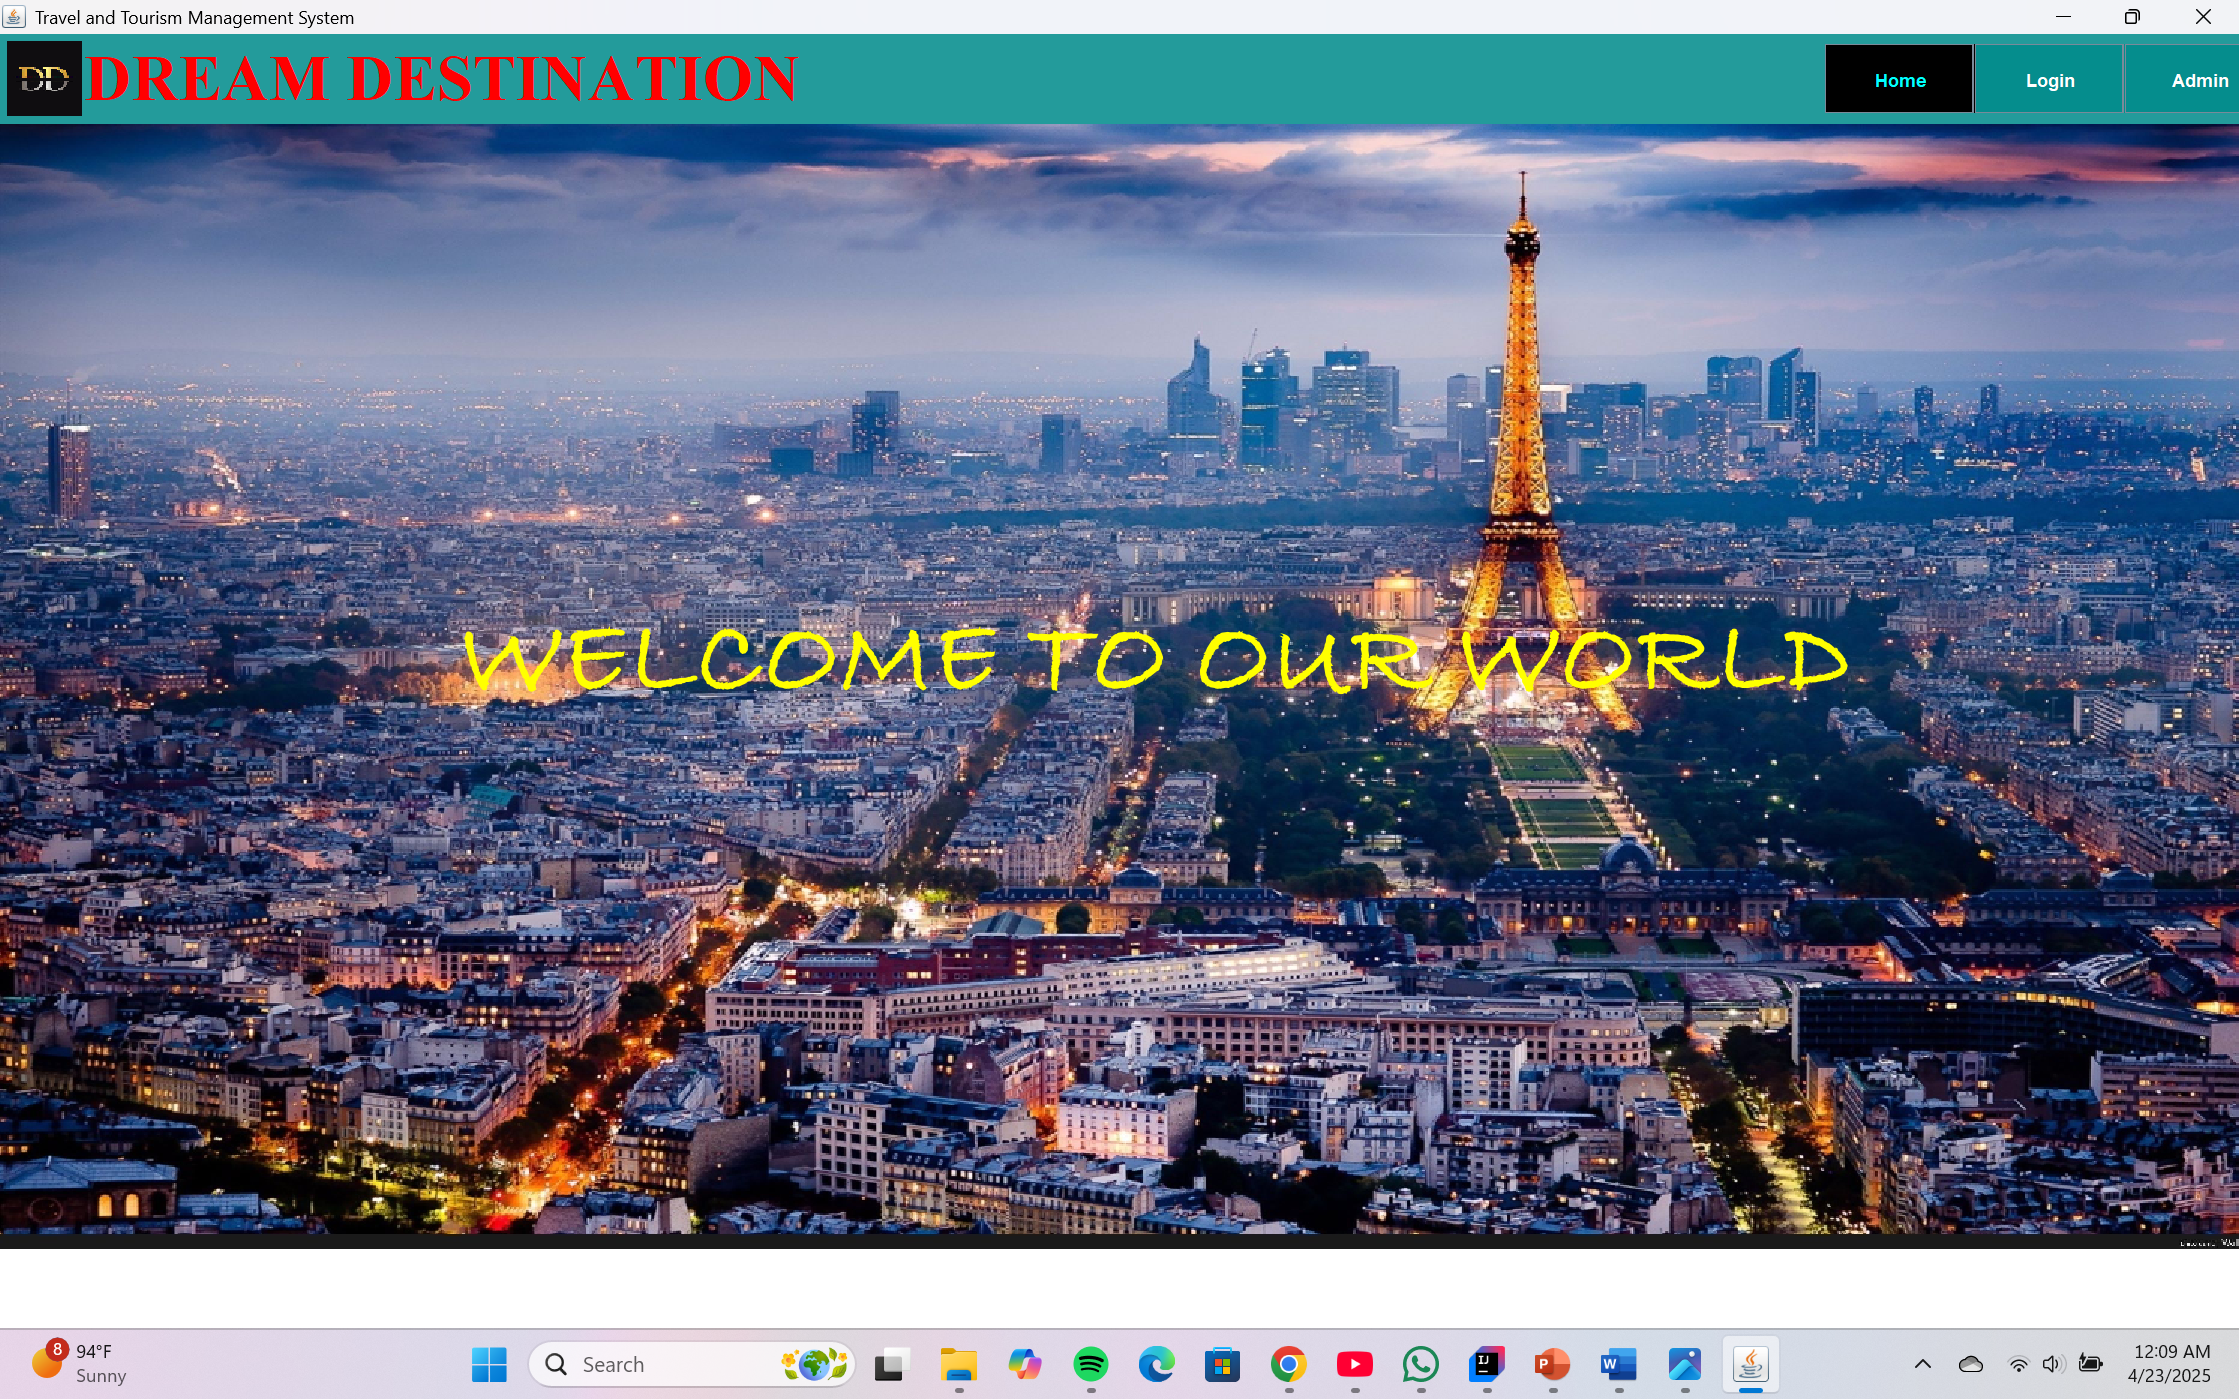 Travel and Tourism Management System
DD DREAM DESTINATION
Home Login Admin
WELCOME TO OUR WORLD
8
94°F
Sunny
Search
12:09 AM
4/23/2025